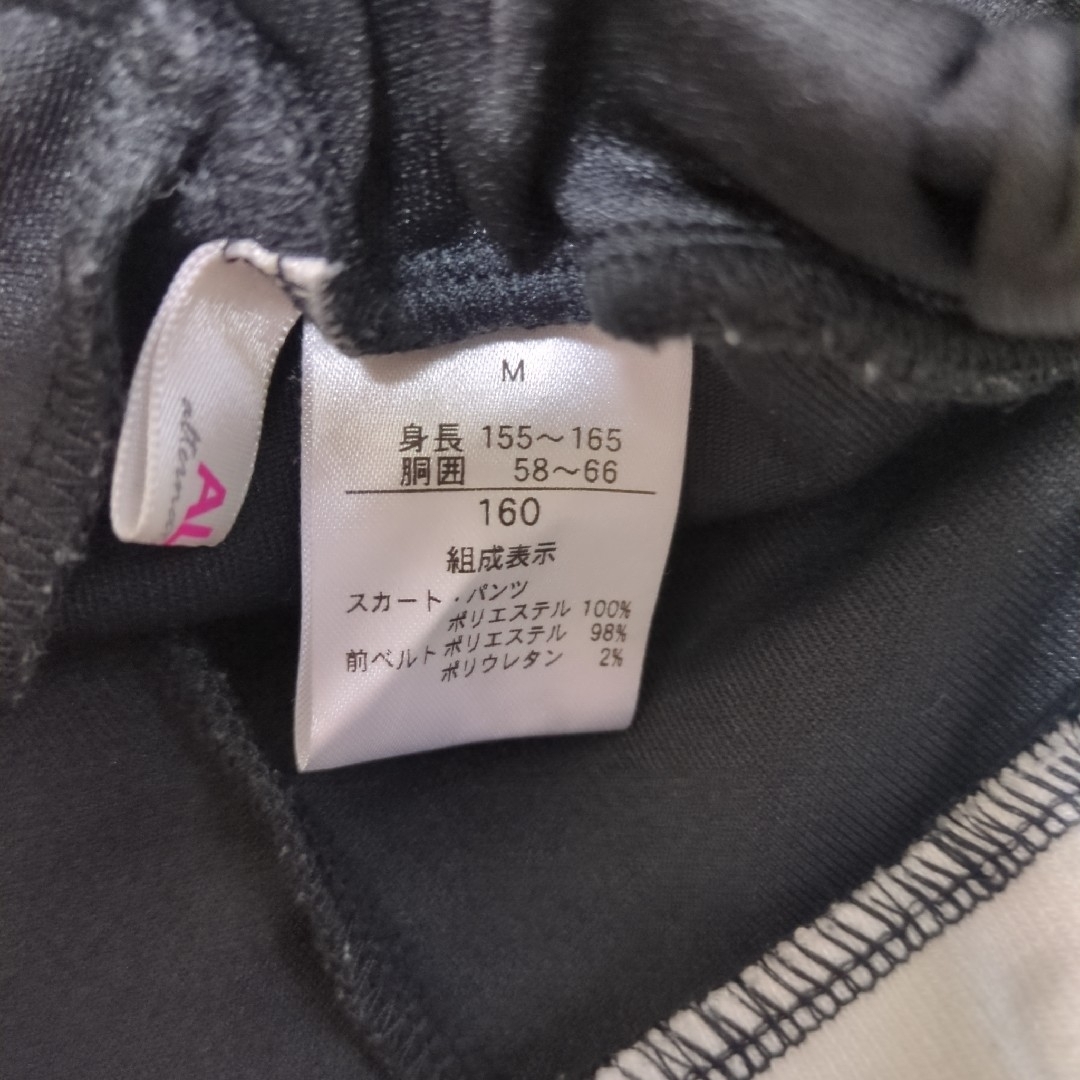 M
身長 155～165
胴囲 58～66
160
組成表示
スカート・パンツ
ポリエステル 100%
前ベルト ポリエステル 98%
ポリウレタン 2%